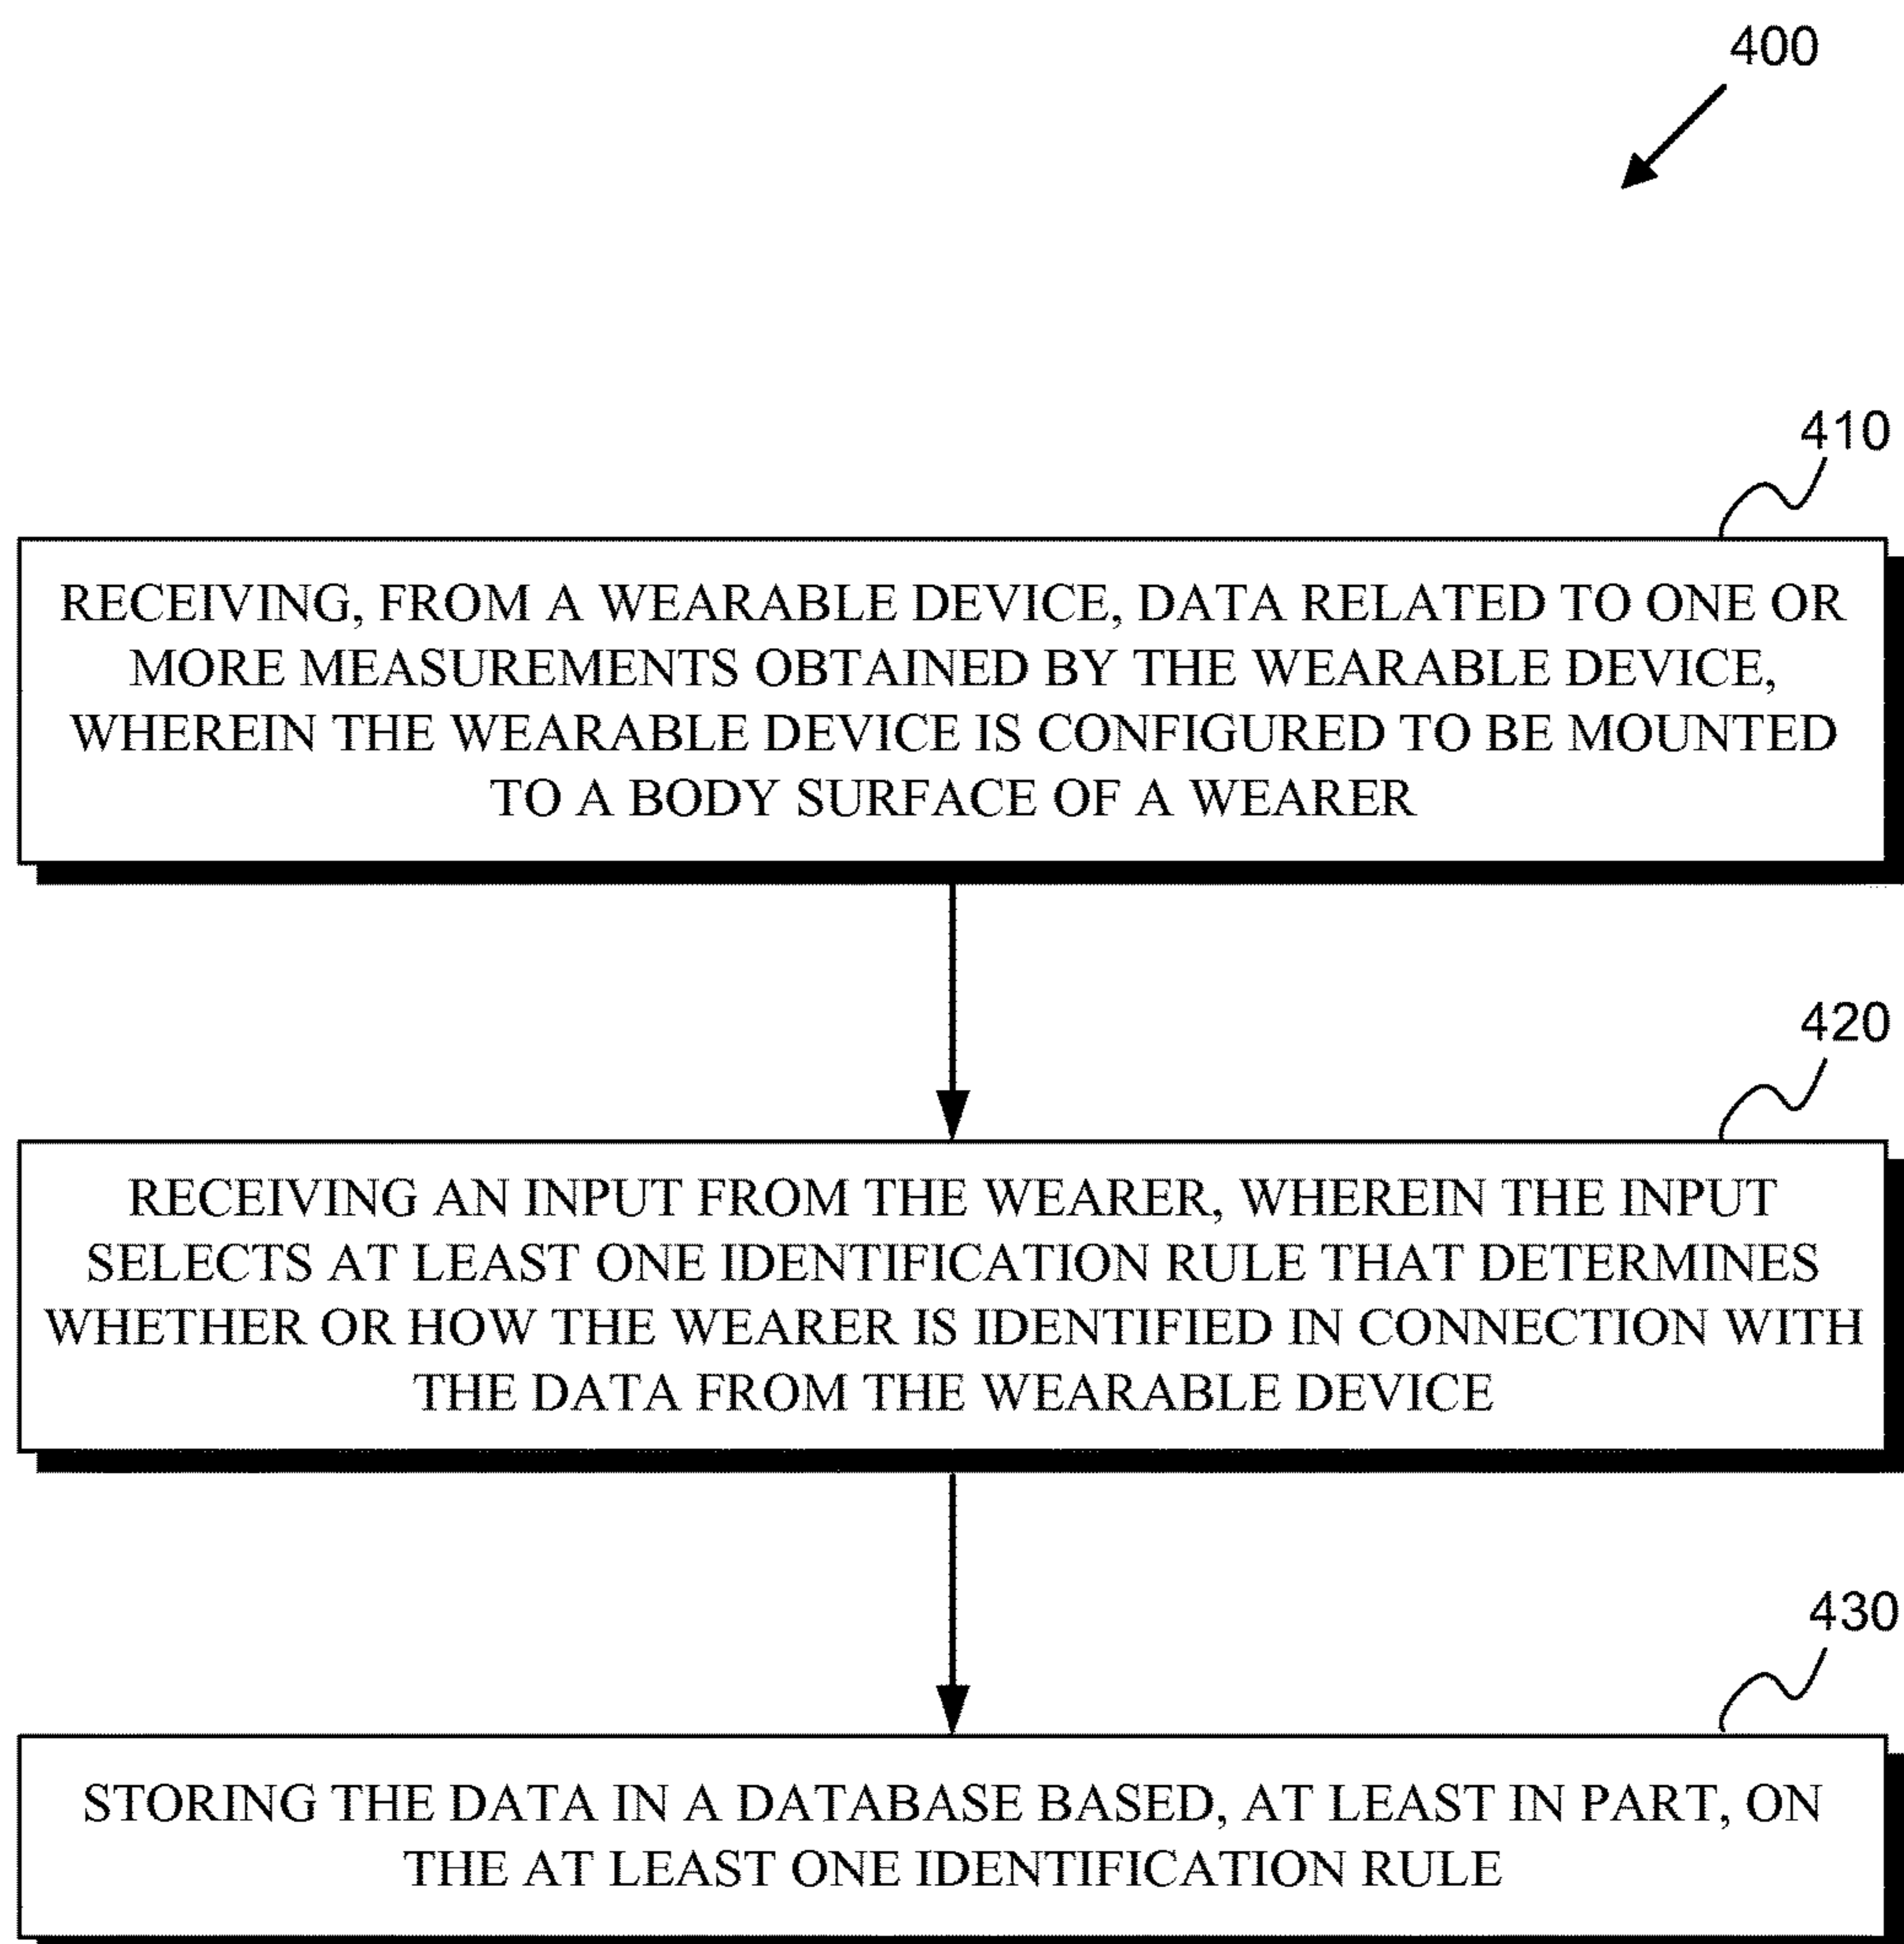 400
410
RECEIVING, FROM A WEARABLE DEVICE, DATA RELATED TO ONE OR
MORE MEASUREMENTS OBTAINED BY THE WEARABLE DEVICE,
WHEREIN THE WEARABLE DEVICE IS CONFIGURED TO BE MOUNTED
TO A BODY SURFACE OF A WEARER
420
RECEIVING AN INPUT FROM THE WEARER, WHEREIN THE INPUT
SELECTS AT LEAST ONE IDENTIFICATION RULE THAT DETERMINES
WHETHER OR HOW THE WEARER IS IDENTIFIED IN CONNECTION WITH
THE DATA FROM THE WEARABLE DEVICE
430
STORING THE DATA IN A DATABASE BASED, AT LEAST IN PART, ON
THE AT LEAST ONE IDENTIFICATION RULE